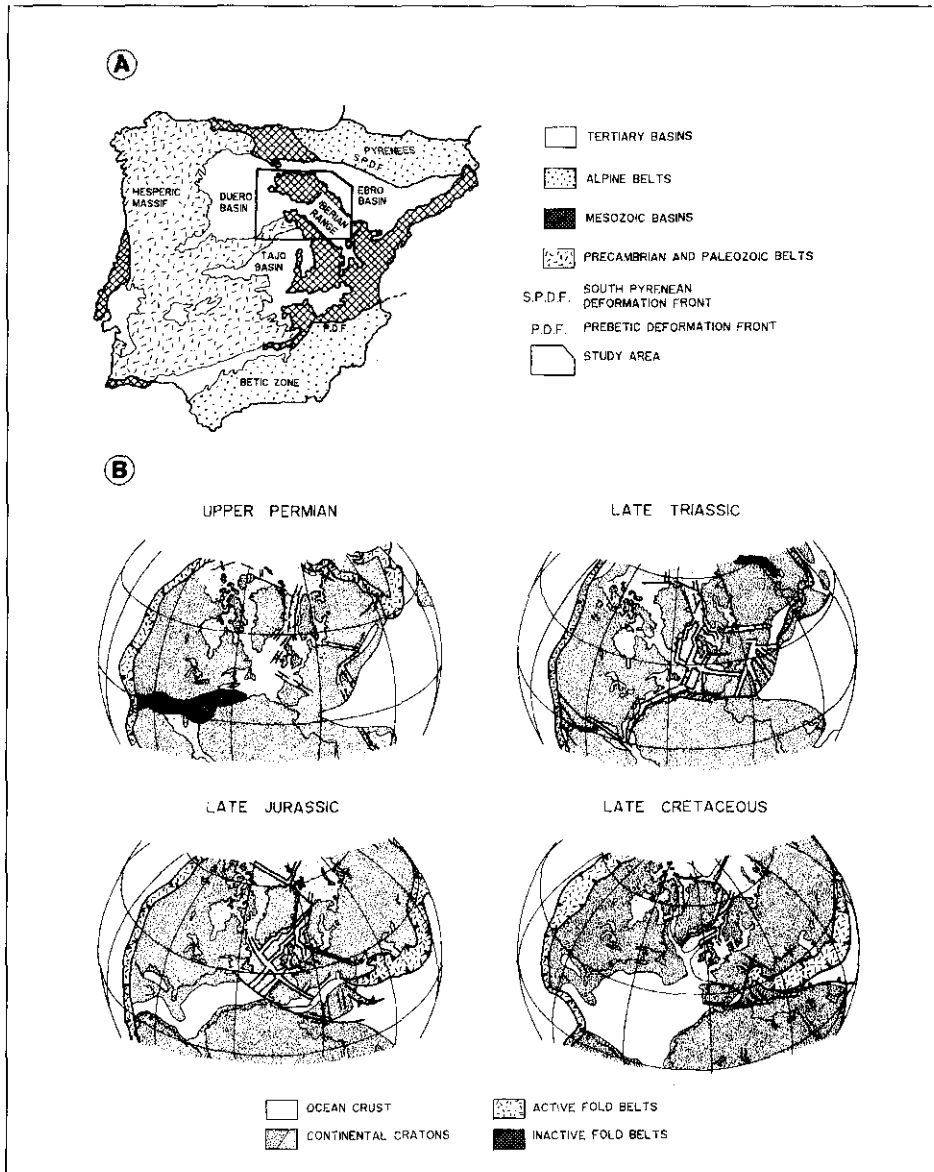 A
PYRENEES
S.P.D.F.
HESPERIC
MASSIF
DUERO
BASIN
EBRO
BASIN
IBERIAN
RANGE
TAJO
BASIN
P.D.F.
BETIC ZONE
TERTIARY BASINS
ALPINE BELTS
MESOZOIC BASINS
PRECAMBRIAN AND PALEOZOIC BELTS
S.P.D.F. SOUTH PYRENEAN
DEFORMATION FRONT
P.D.F. PREBETIC DEFORMATION FRONT
STUDY AREA
B
UPPER PERMIAN
LATE TRIASSIC
LATE JURASSIC
LATE CRETACEOUS
OCEAN CRUST
CONTINENTAL CRATONS
ACTIVE FOLD BELTS
INACTIVE FOLD BELTS